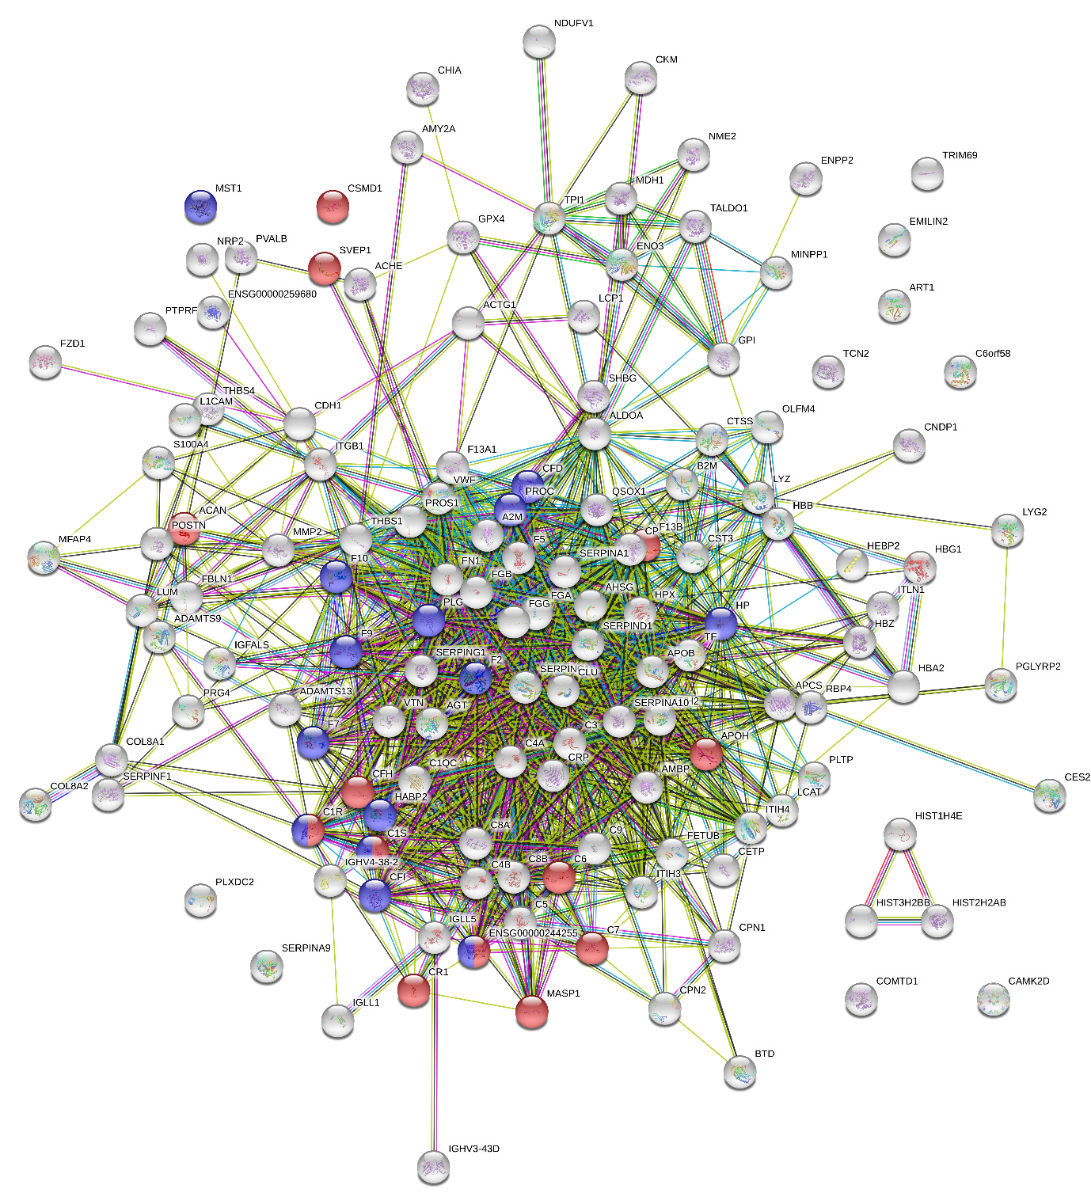 NDUFV1
CHIA
CKM
AMY2A
NME2
TRIM69
ENPP2
MST1
CSMD1
MDH1
TPI1
TALDO1
EMILIN2
GPX4
NRP2
PVALB
SVEP1
ENO3
MINPP1
ACHE
ENSG00000259680
ART1
LCP1
ACTG1
PTPRF
FZD1
GPI
TCN2
C6orf58
SHBG
THBS4
L1CAM
CDH1
ALDOA
CTSS
OLFM4
CNDP1
S100A4
ITGB1
F13A1
CFD
B2M
VWF
PROC
QSOX1
LYZ
PROS1
HBB
ACAN
A2M
LYG2
POSTN
THBS1
F5
CP
F13B
MMP2
SERPINA1
CST3
MFAP4
F10
FN1
HEBP2
HBG1
FGB
FBLN1
AHSG
ITLN1
LUM
PLG
FGA
HPX
HP
FGG
HBZ
ADAMTS9
SERPIND1
TF
F9
IGFALS
SERPING1
APOB
F2
HBA2
PGLYRP2
SERPIN
CLU
ADAMTS13
APCS
RBP4
PRG4
VTN
AGT
SERPINA10
F7
C3
COL8A1
C4A
APOH
CRP
PLTP
CES2
SERPINF1
CFH
C1QC
AMBP
COL8A2
HABP2
LCAT
C1R
ITIH4
HIST1H4E
C8A
C9
FETUB
C1S
CETP
IGHV4-38-2
C4B
C8B
C6
CFI
ITIH3
PLXDC2
C5
HIST3H2BB
HIST2H2AB
IGLL5
ENSG00000244255
C7
CPN1
SERPINA9
CR1
COMTD1
CAMK2D
MASP1
CPN2
IGLL1
BTD
IGHV3-43D